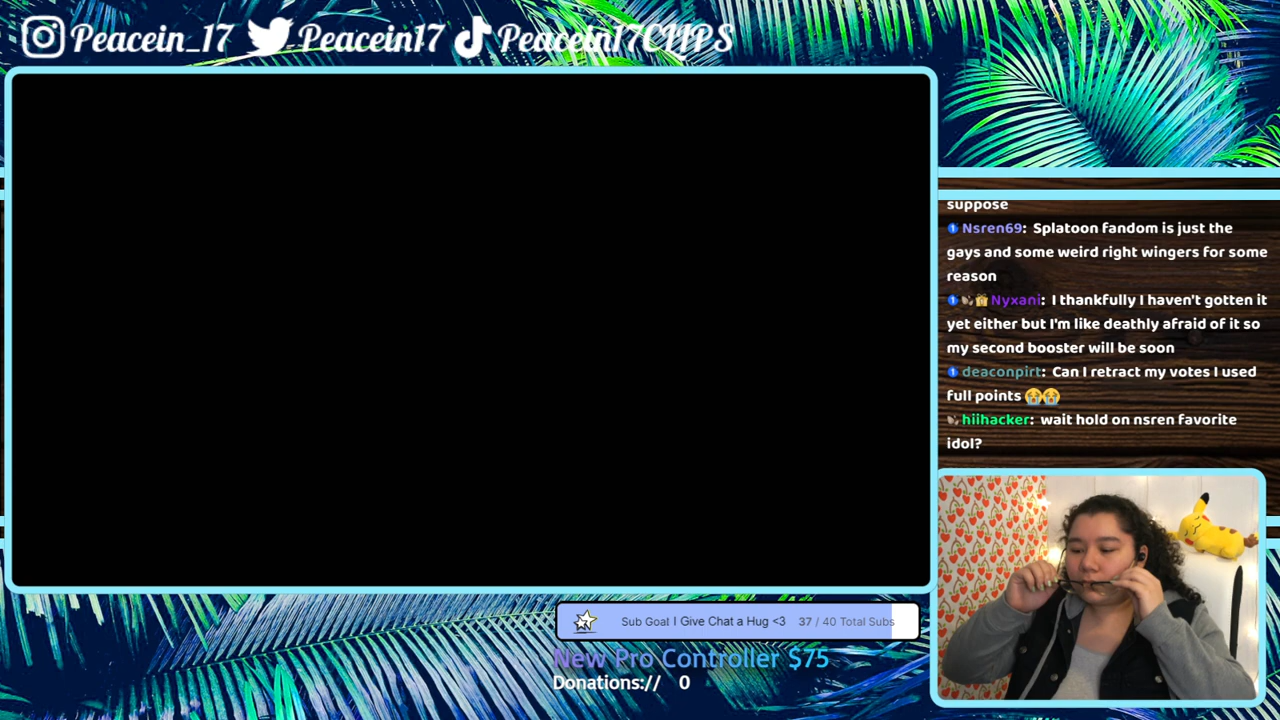 Peacein_17 Peacein17 Peacein17ClIPS
suppose
Nsren69: Splatoon fandom is just the
gays and some weird right wingers for some
reason
Nyxani: I thankfully I haven't gotten it
yet either but I'm like deathly afraid of it so
my second booster will be soon
deaconpirt: Can I retract my votes I used
full points 😭😭
hiihacker: wait hold on nsren favorite
idol?
Sub Goal I Give Chat a Hug <3 37 / 40 Total Subs
New Pro Controller $75
Donations:// 0